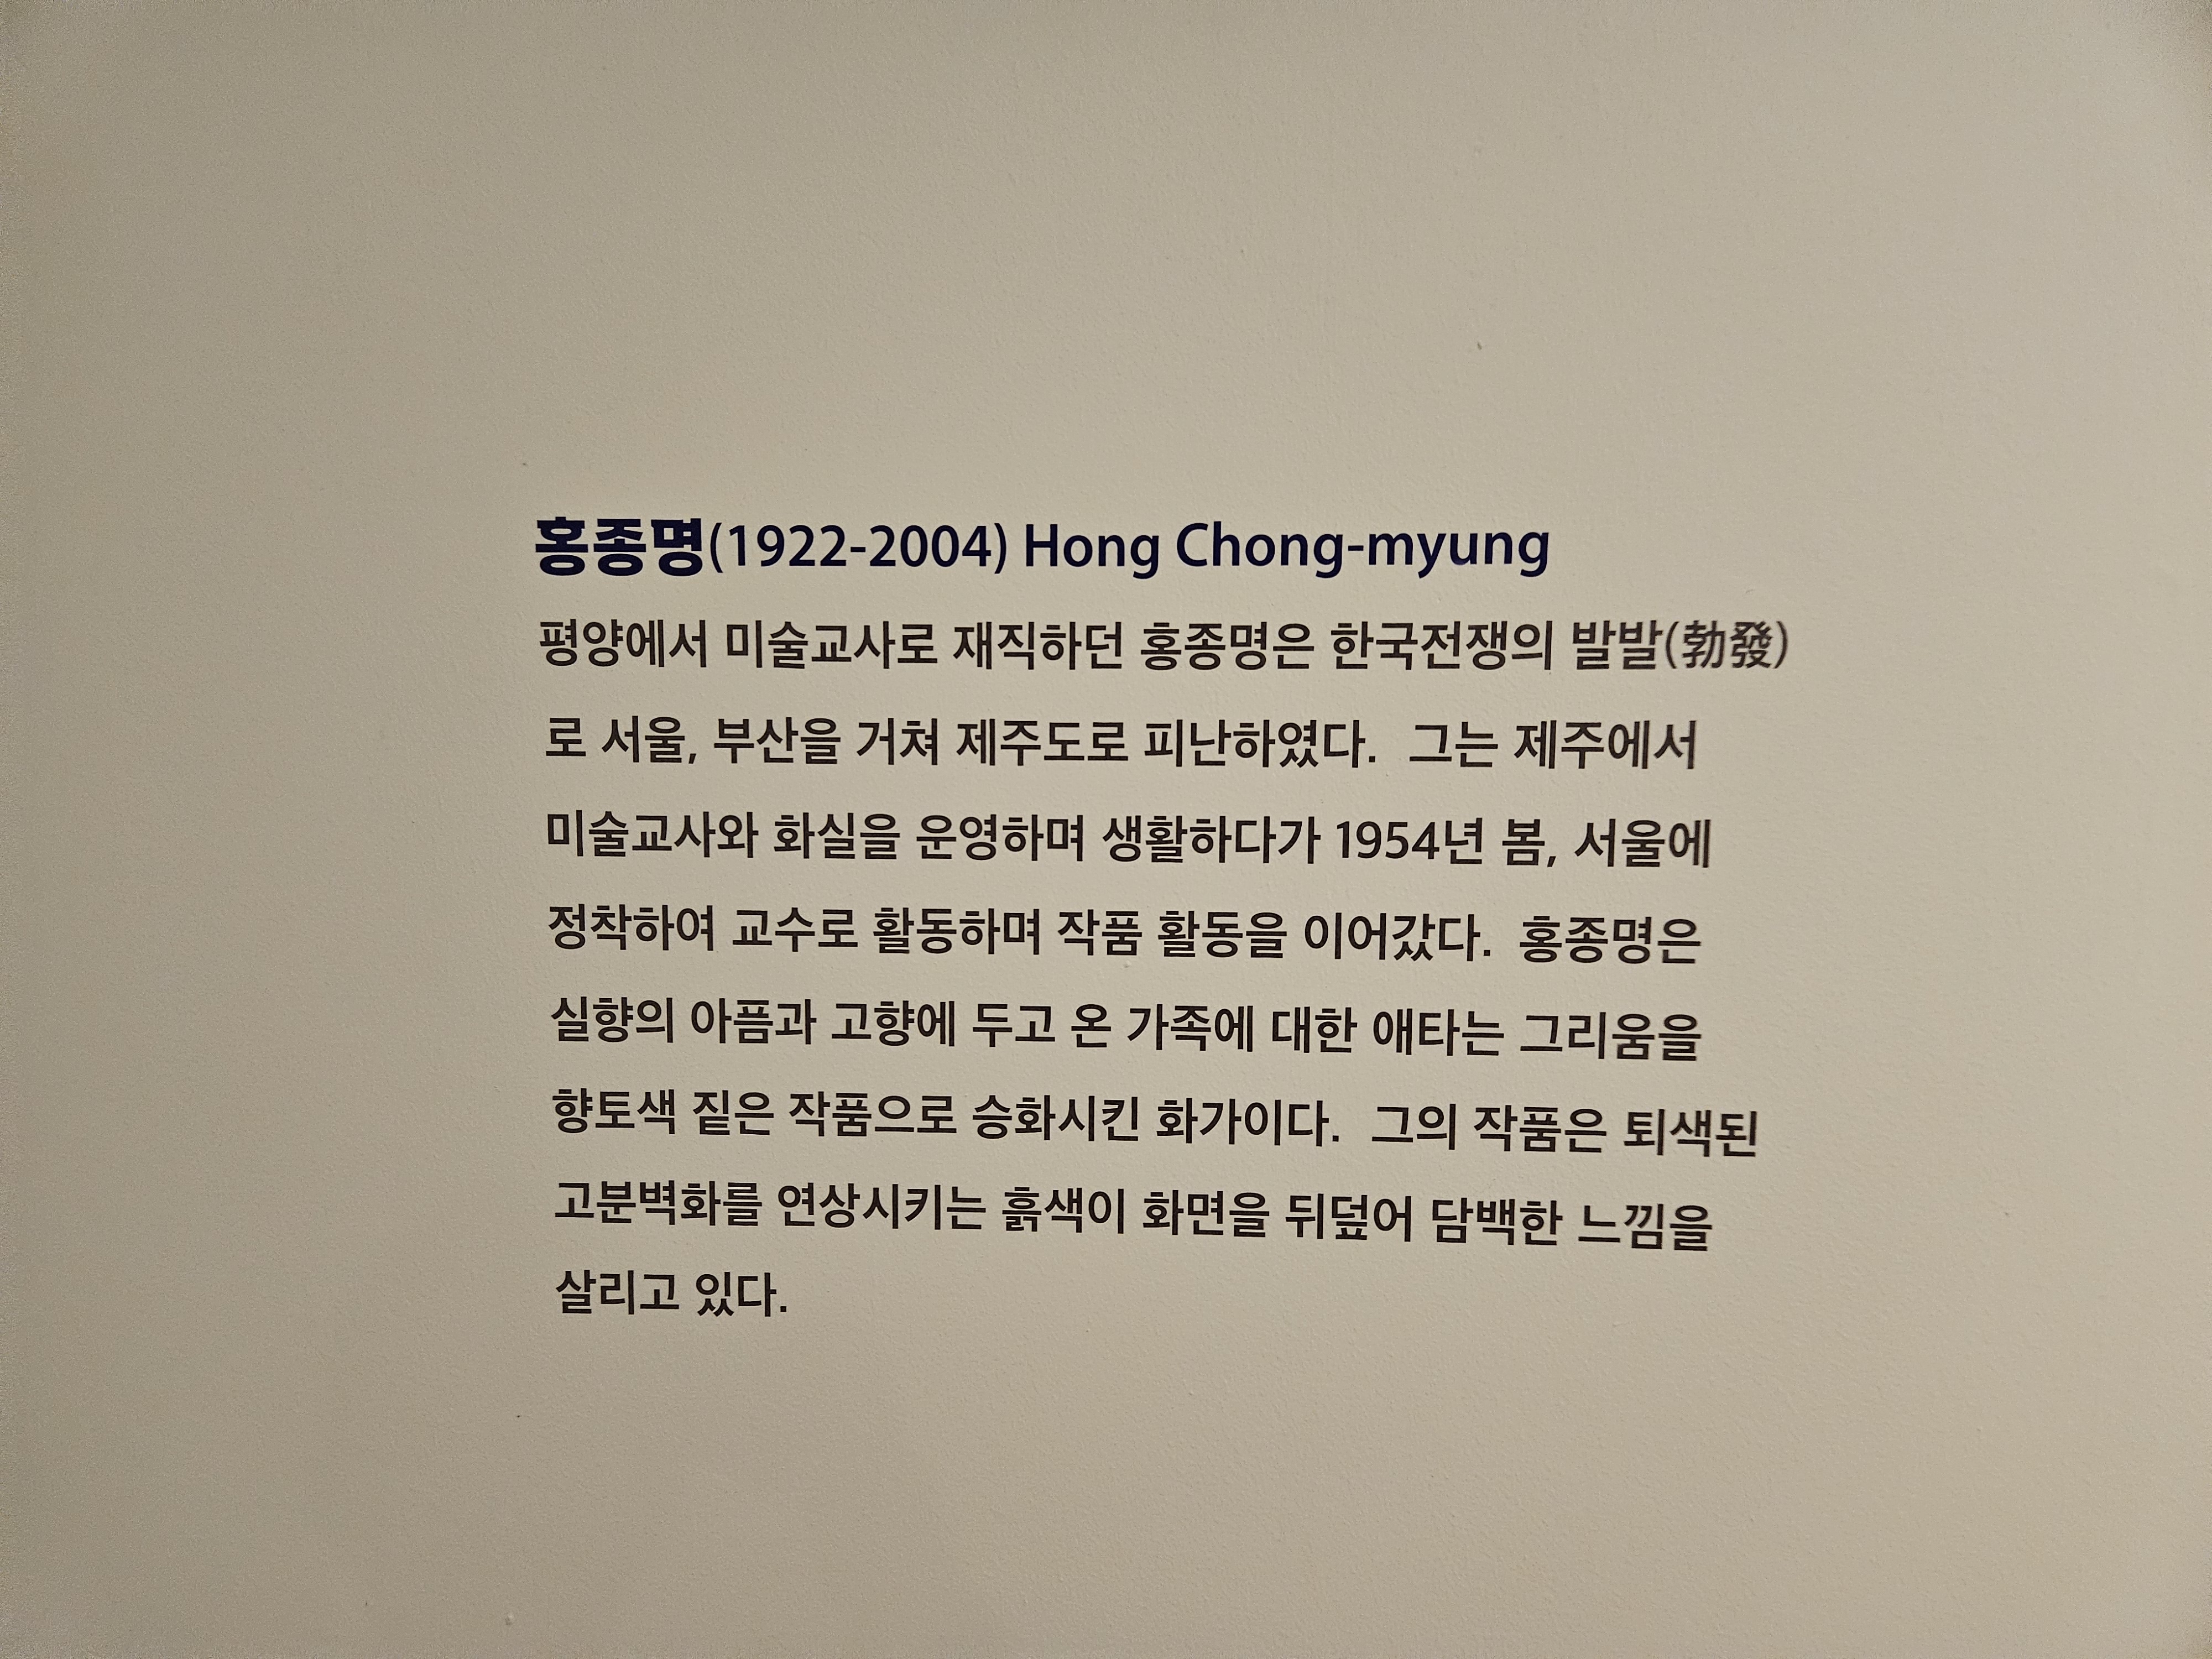 홍종명(1922-2004) Hong Chong-myung
평양에서 미술교사로 재직하던 홍종명은 한국전쟁의 발발(勃發)
로 서울, 부산을 거쳐 제주도로 피난하였다. 그는 제주에서
미술교사와 화실을 운영하며 생활하다가 1954년 봄, 서울에
정착하여 교수로 활동하며 작품 활동을 이어갔다. 홍종명은
실향의 아픔과 고향에 두고 온 가족에 대한 애타는 그리움을
향토색 짙은 작품으로 승화시킨 화가이다. 그의 작품은 퇴색된
고분벽화를 연상시키는 흙색이 화면을 뒤덮어 담백한 느낌을
살리고 있다.